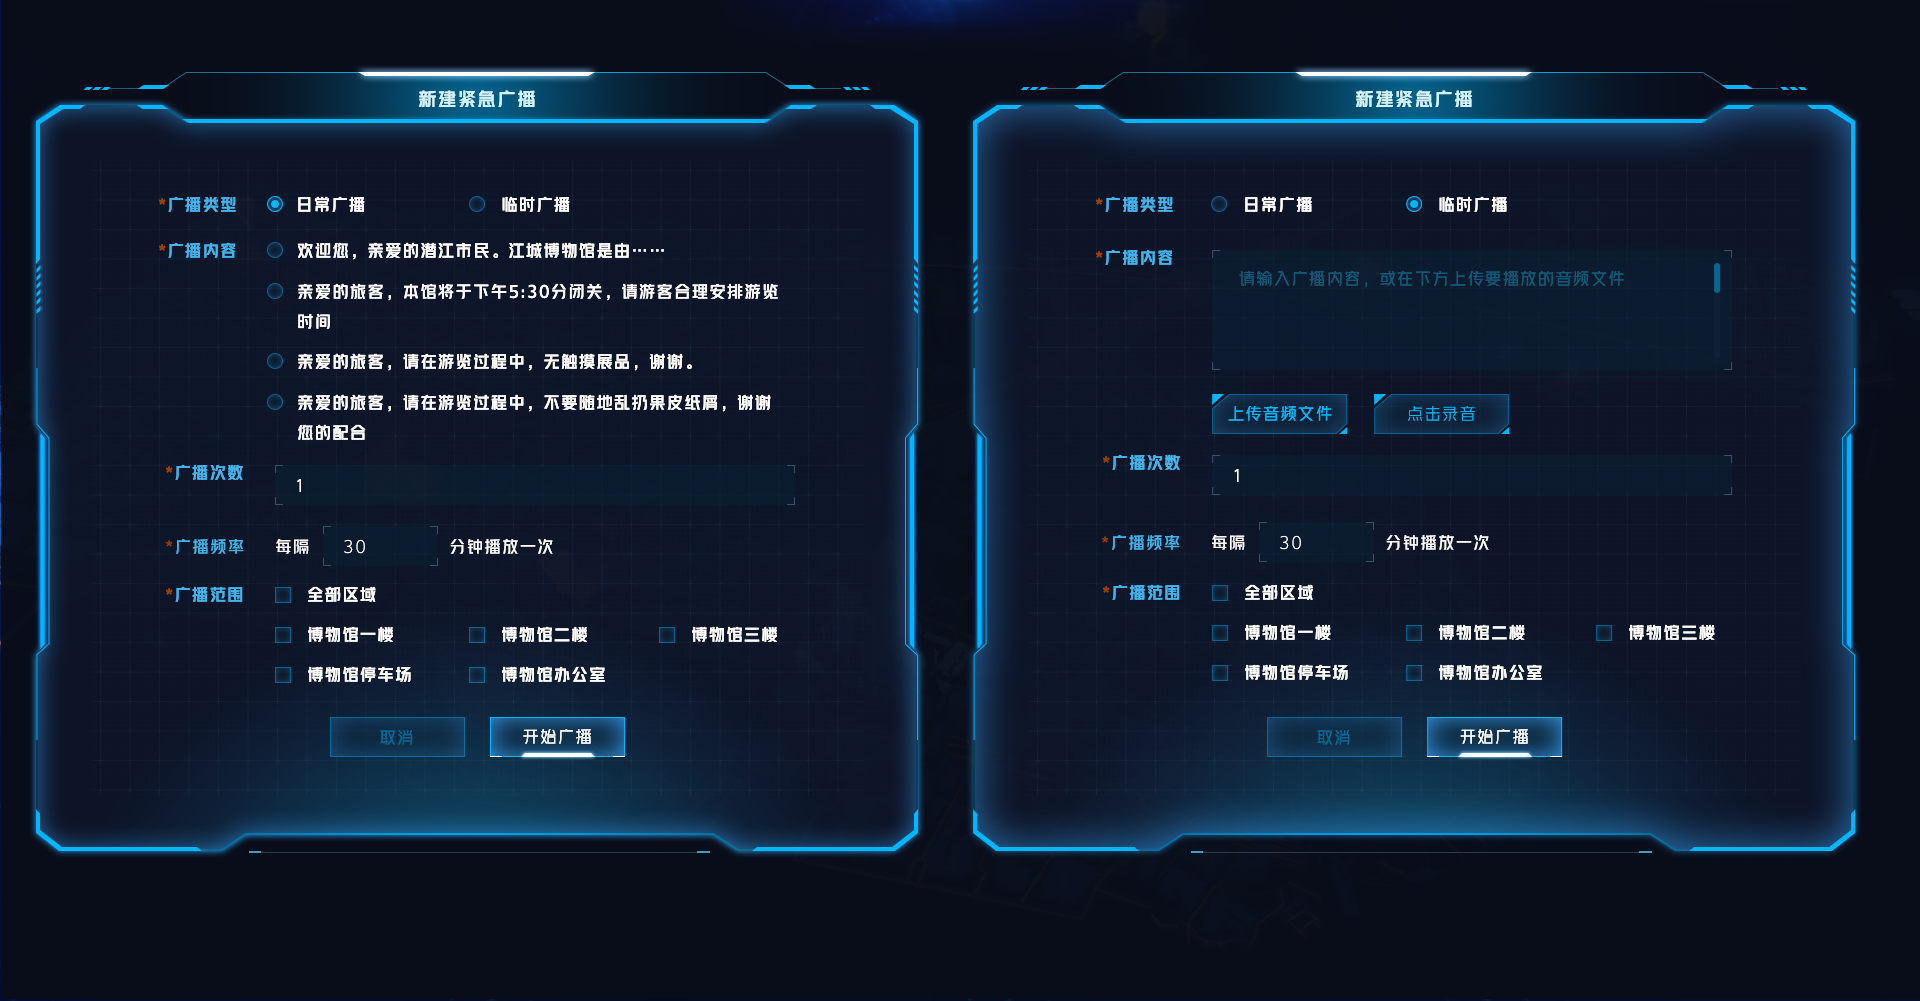 新建紧急广播
*广播类型
日常广播
临时广播
*广播内容
欢迎您，亲爱的潜江市民。江城博物馆是由……
亲爱的旅客，本馆将于下午5:30分闭关，请游客合理安排游览
时间
亲爱的旅客，请在游览过程中，无触摸展品，谢谢。
亲爱的旅客，请在游览过程中，不要随地乱扔果皮纸屑，谢谢
您的配合
*广播次数
1
*广播频率
每隔 30 分钟播放一次
*广播范围
全部区域
博物馆一楼
博物馆二楼
博物馆三楼
博物馆停车场
博物馆办公室
取消
开始广播
新建紧急广播
*广播类型
日常广播
临时广播
*广播内容
请输入广播内容，或在下方上传要播放的音频文件
上传音频文件
点击录音
*广播次数
1
*广播频率
每隔 30 分钟播放一次
*广播范围
全部区域
博物馆一楼
博物馆二楼
博物馆三楼
博物馆停车场
博物馆办公室
取消
开始广播